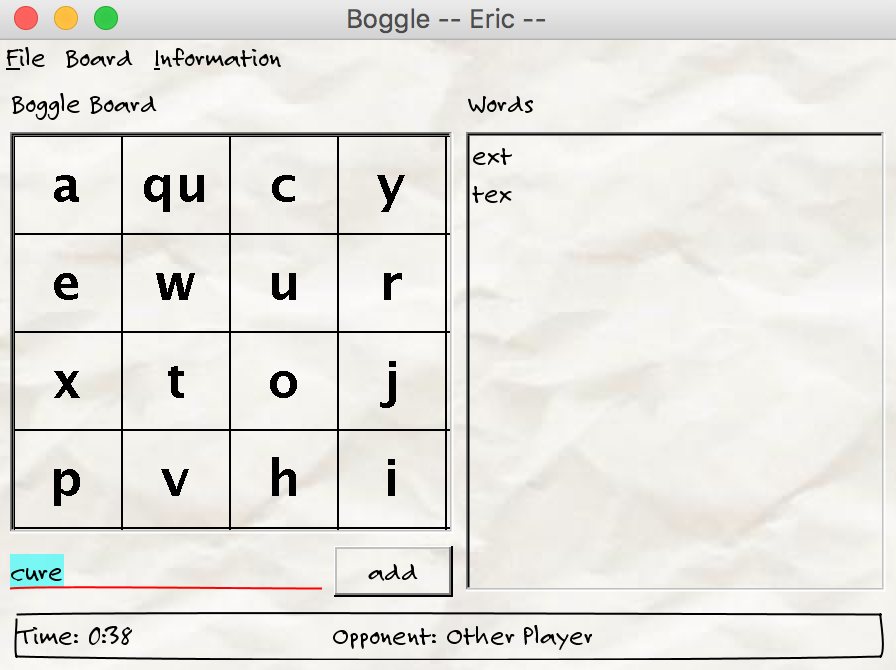 Boggle -- Eric --
File Board Information
Boggle Board
Words
a qu c y
e w u r
x t o j
p v h i
ext
tex
cure
add
Time: 0:38 Opponent: Other Player